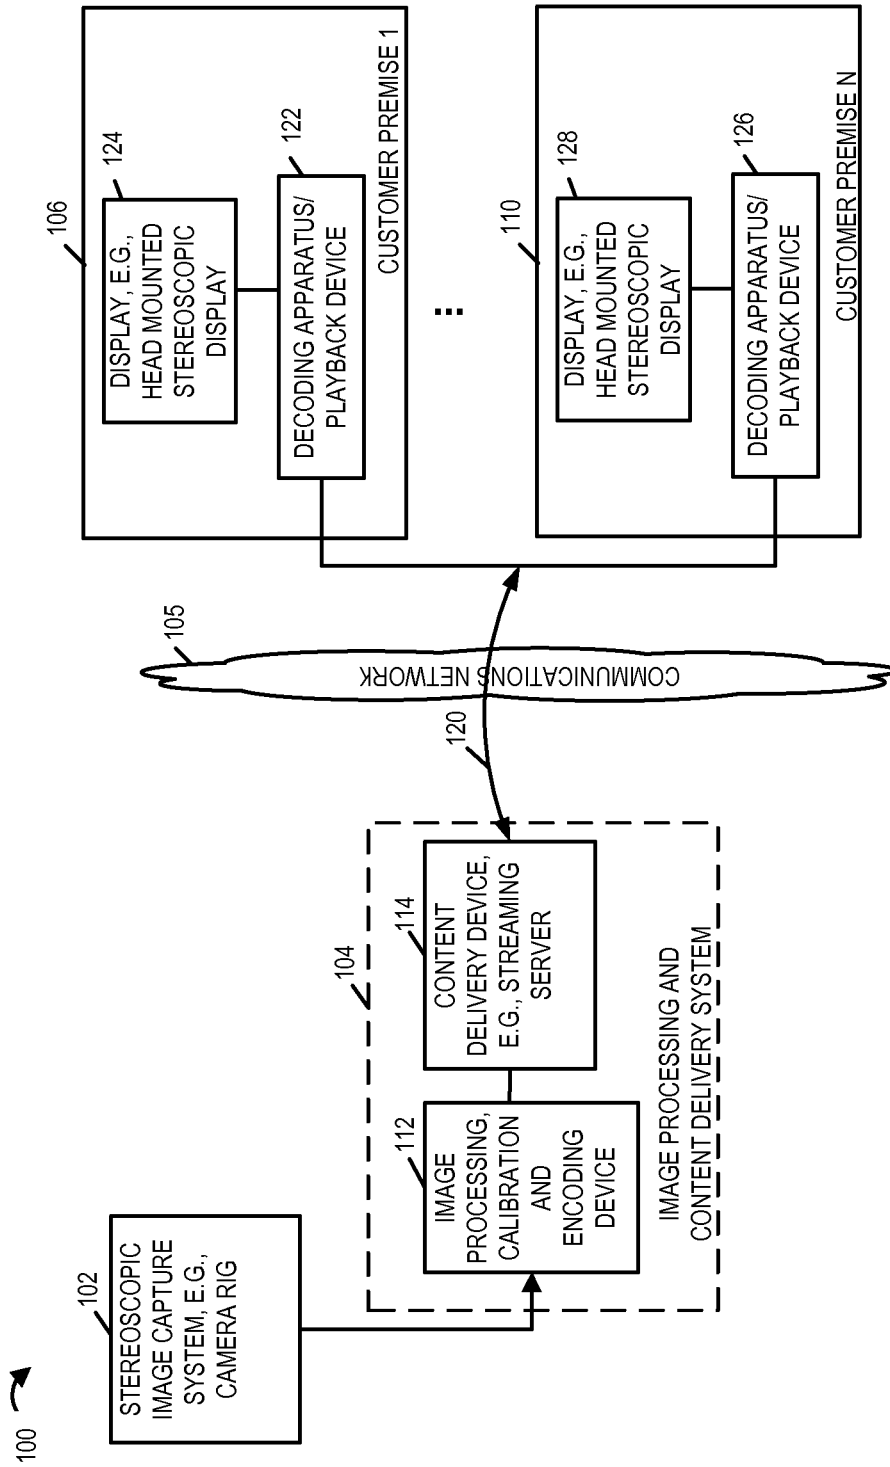 100
102
STEREOSCOPIC
IMAGE CAPTURE
SYSTEM, E.G.,
CAMERA RIG
104
112
IMAGE
PROCESSING,
CALIBRATION
AND
ENCODING
DEVICE
114
CONTENT
DELIVERY DEVICE,
E.G., STREAMING
SERVER
IMAGE PROCESSING AND
CONTENT DELIVERY SYSTEM
120
105
COMMUNICATIONS NETWORK
106
124
DISPLAY, E.G.,
HEAD MOUNTED
STEREOSCOPIC
DISPLAY
122
DECODING APPARATUS/
PLAYBACK DEVICE
CUSTOMER PREMISE 1
...
110
128
DISPLAY, E.G.,
HEAD MOUNTED
STEREOSCOPIC
DISPLAY
126
DECODING APPARATUS/
PLAYBACK DEVICE
CUSTOMER PREMISE N